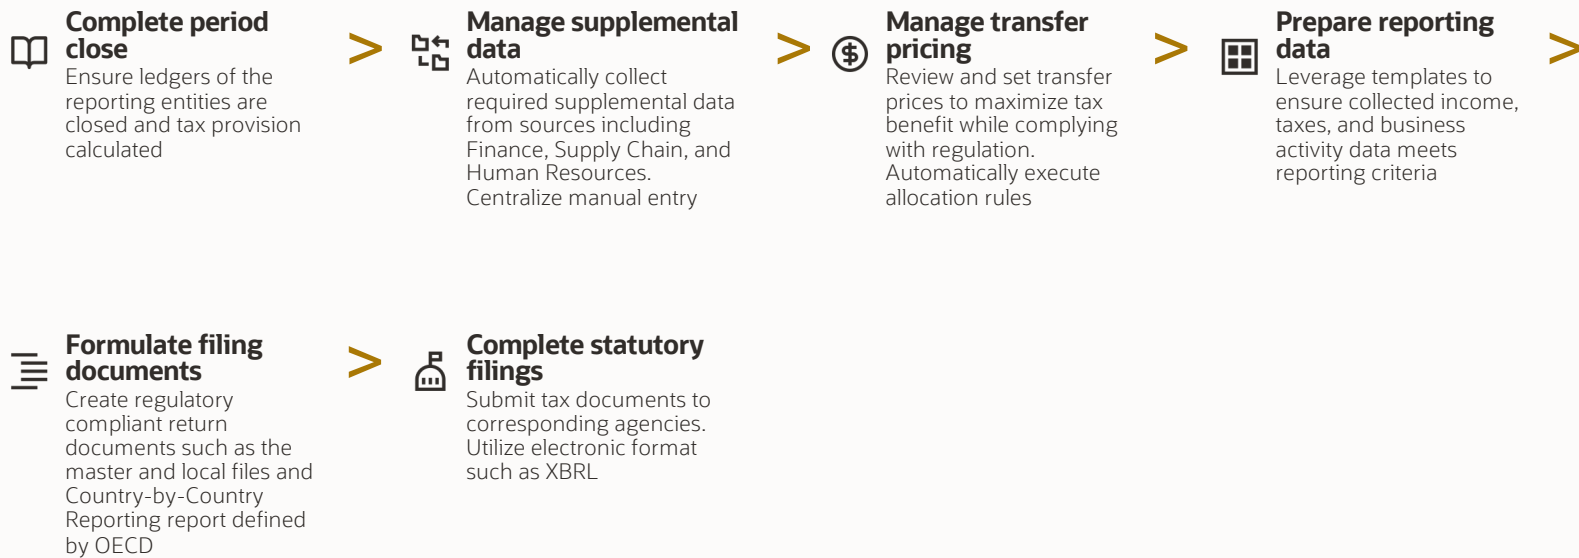 Complete period
close
Ensure ledgers of the
reporting entities are
closed and tax provision
calculated
>
Manage supplemental
data
Automatically collect
required supplemental data
from sources including
Finance, Supply Chain, and
Human Resources.
Centralize manual entry
>
Manage transfer
pricing
Review and set transfer
prices to maximize tax
benefit while complying
with regulation.
Automatically execute
allocation rules
>
Prepare reporting
data
Leverage templates to
ensure collected income,
taxes, and business
activity data meets
reporting criteria
>
Formulate filing
documents
Create regulatory
compliant return
documents such as the
master and local files and
Country-by-Country
Reporting report defined
by OECD
>
Complete statutory
filings
Submit tax documents to
corresponding agencies.
Utilize electronic format
such as XBRL